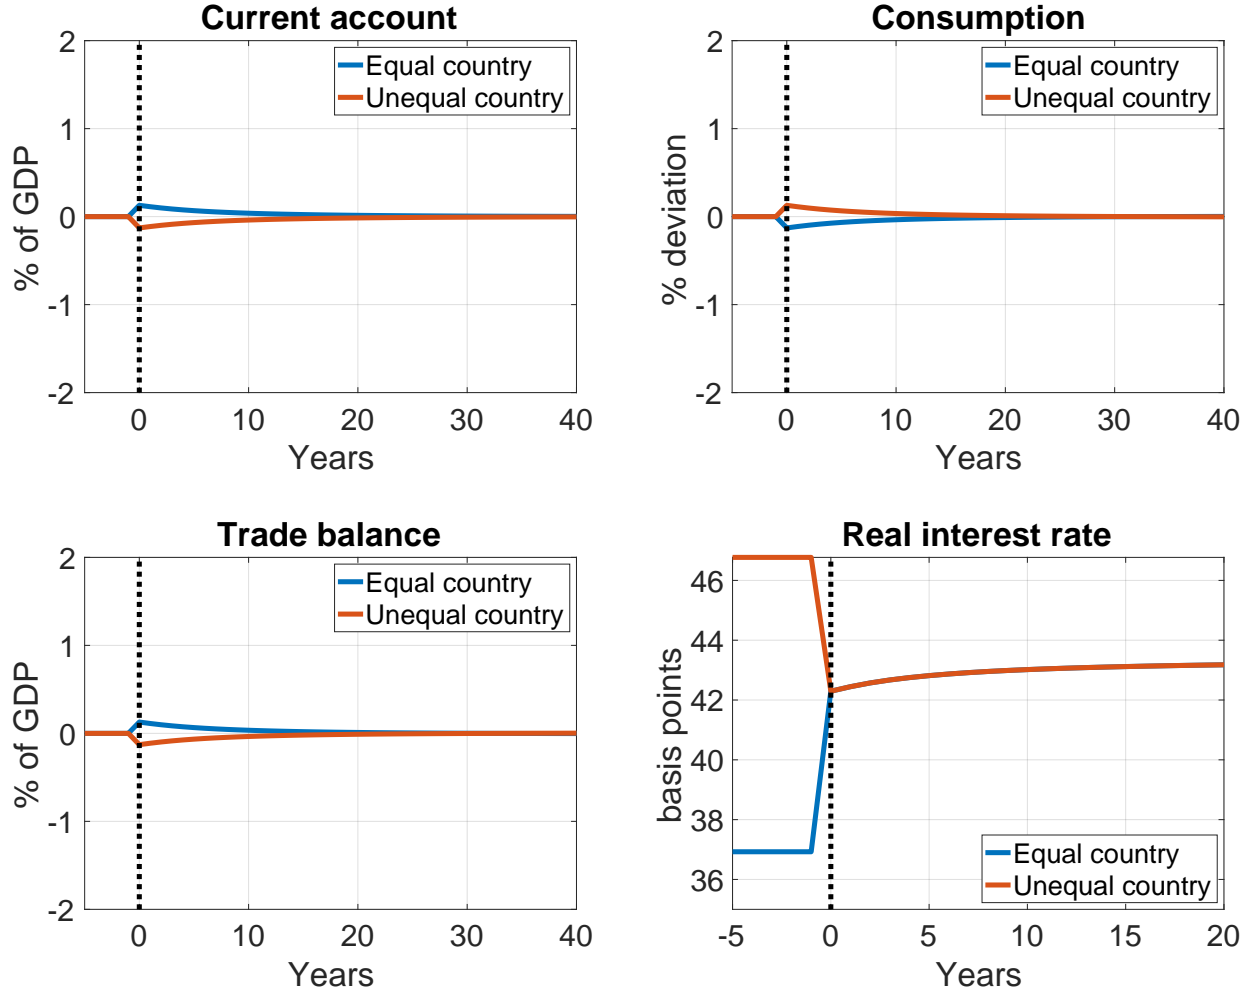 Current account
2
1
0
-1
-2
% of GDP
Equal country
Unequal country
0
10
20
30
40
Years
Consumption
2
1
0
-1
-2
% deviation
Equal country
Unequal country
0
10
20
30
40
Years
Trade balance
2
1
0
-1
-2
% of GDP
Equal country
Unequal country
0
10
20
30
40
Years
Real interest rate
46
44
42
40
38
36
basis points
Equal country
Unequal country
-5
0
5
10
15
20
Years